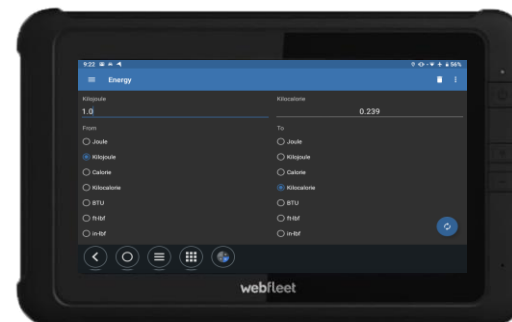 9:22 56%
Energy
Kilojoule Kilocalorie
1.0 0.239
From To
Joule Joule
Kilojoule Kilojoule
Calorie Calorie
Kilocalorie Kilocalorie
BTU BTU
ft-lbf ft-lbf
in-lbf in-lbf
webfleet